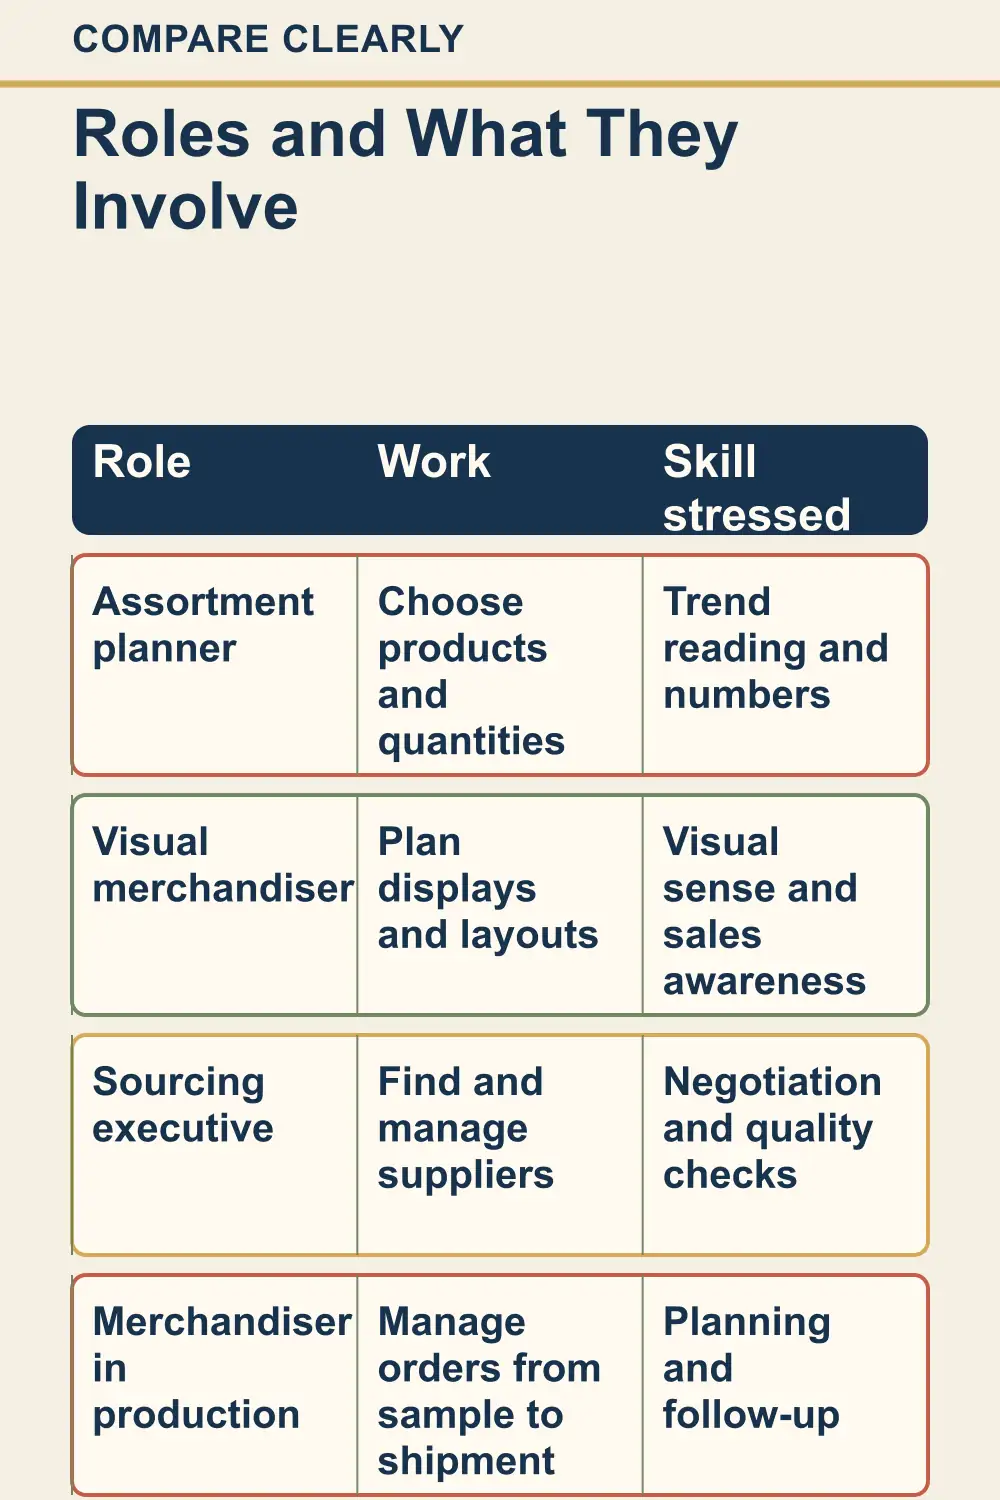 COMPARE CLEARLY
Roles and What They
Involve
Role
Work
Skill
stressed
Assortment
planner
Choose
products
and
quantities
Trend
reading and
numbers
Visual
merchandiser
Plan
displays
and layouts
Visual
sense and
sales
awareness
Sourcing
executive
Find and
manage
suppliers
Negotiation
and quality
checks
Merchandiser
in
production
Manage
orders from
sample to
shipment
Planning
and
follow-up